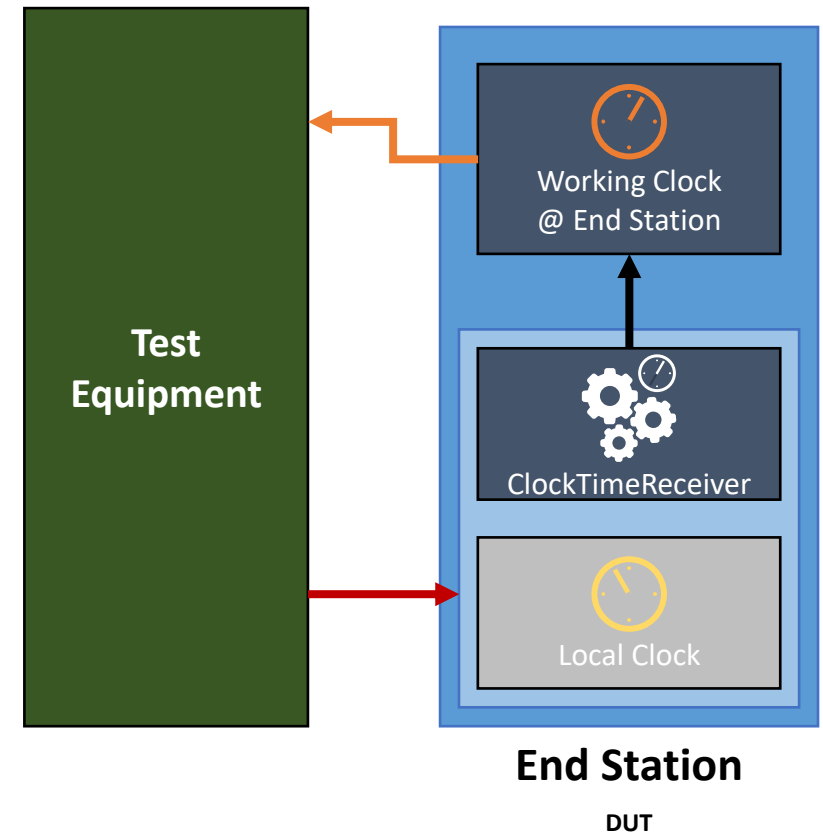 Test
Equipment
Working Clock
@ End Station
ClockTimeReceiver
Local Clock
End Station
DUT